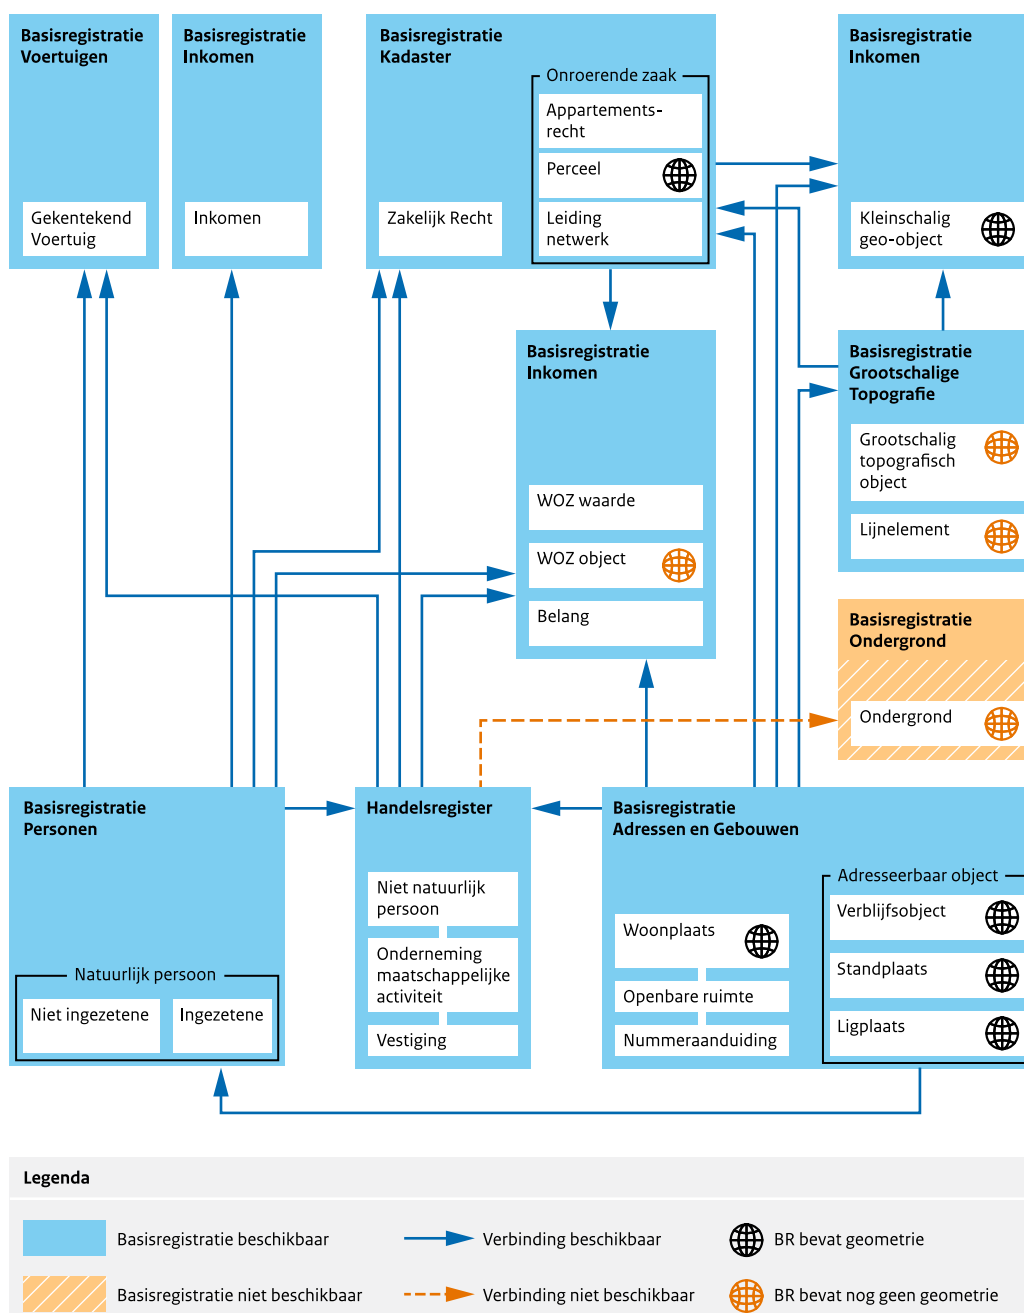 Basisregistratie
Voertuigen
Gekentekend
Voertuig
Basisregistratie
Inkomen
Inkomen
Basisregistratie
Kadaster
Onroerende zaak
Appartements-
recht
Perceel
Zakelijk Recht
Leiding
netwerk
Basisregistratie
Inkomen
Kleinschalig
geo-object
Basisregistratie
Inkomen
WOZ waarde
WOZ object
Belang
Basisregistratie
Grootschalige
Topografie
Grootschalig
topografisch
object
Lijnelement
Basisregistratie
Ondergrond
Ondergrond
Basisregistratie
Personen
Natuurlijk persoon
Niet ingezetene
Ingezetene
Handelsregister
Niet natuurlijk
persoon
Onderneming
maatschappelijke
activiteit
Vestiging
Basisregistratie
Adressen en Gebouwen
Woonplaats
Openbare ruimte
Nummeraanduiding
Adresseerbaar object
Verblijfsobject
Standplaats
Ligplaats
Legenda
Basisregistratie beschikbaar
Verbinding beschikbaar
BR bevat geometrie
Basisregistratie niet beschikbaar
Verbinding niet beschikbaar
BR bevat nog geen geometrie